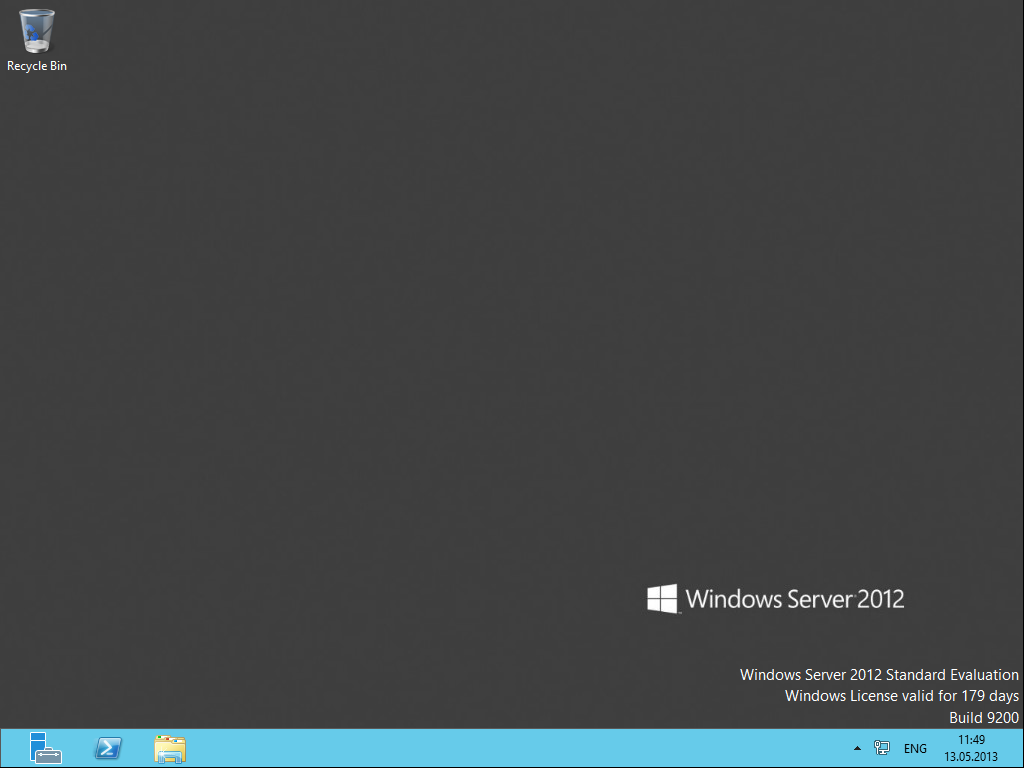 Recycle Bin
Windows Server 2012
Windows Server 2012 Standard Evaluation
Windows License valid for 179 days
Build 9200
ENG
11:49
13.05.2013